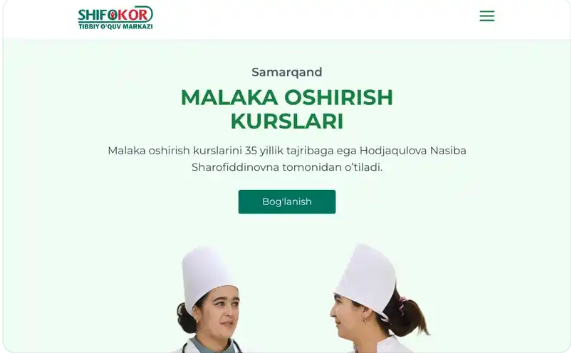 SHIFOKOR
TIBBIY O'QUV MARKAZI
Samarqand
MALAKA OSHIRISH
KURSLARI
Malaka oshirish kurslarini 35 yillik tajribaga ega Hodjaqulova Nasiba
Sharofiddinovna tomonidan o'tiladi.
Bog'lanish